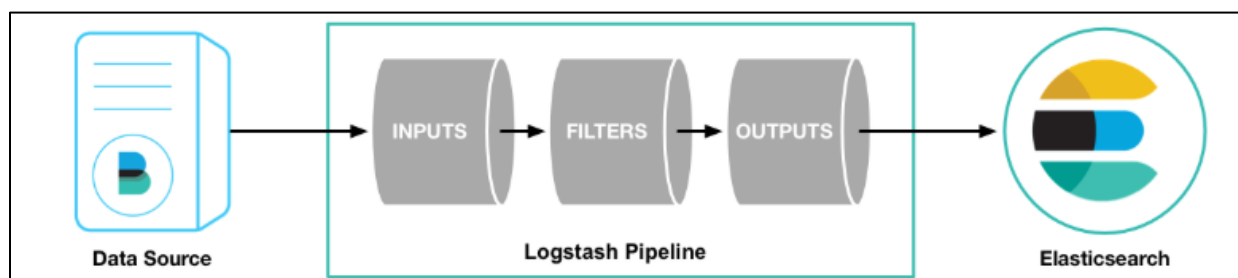 INPUTS
FILTERS
OUTPUTS
Data Source
Logstash Pipeline
Elasticsearch